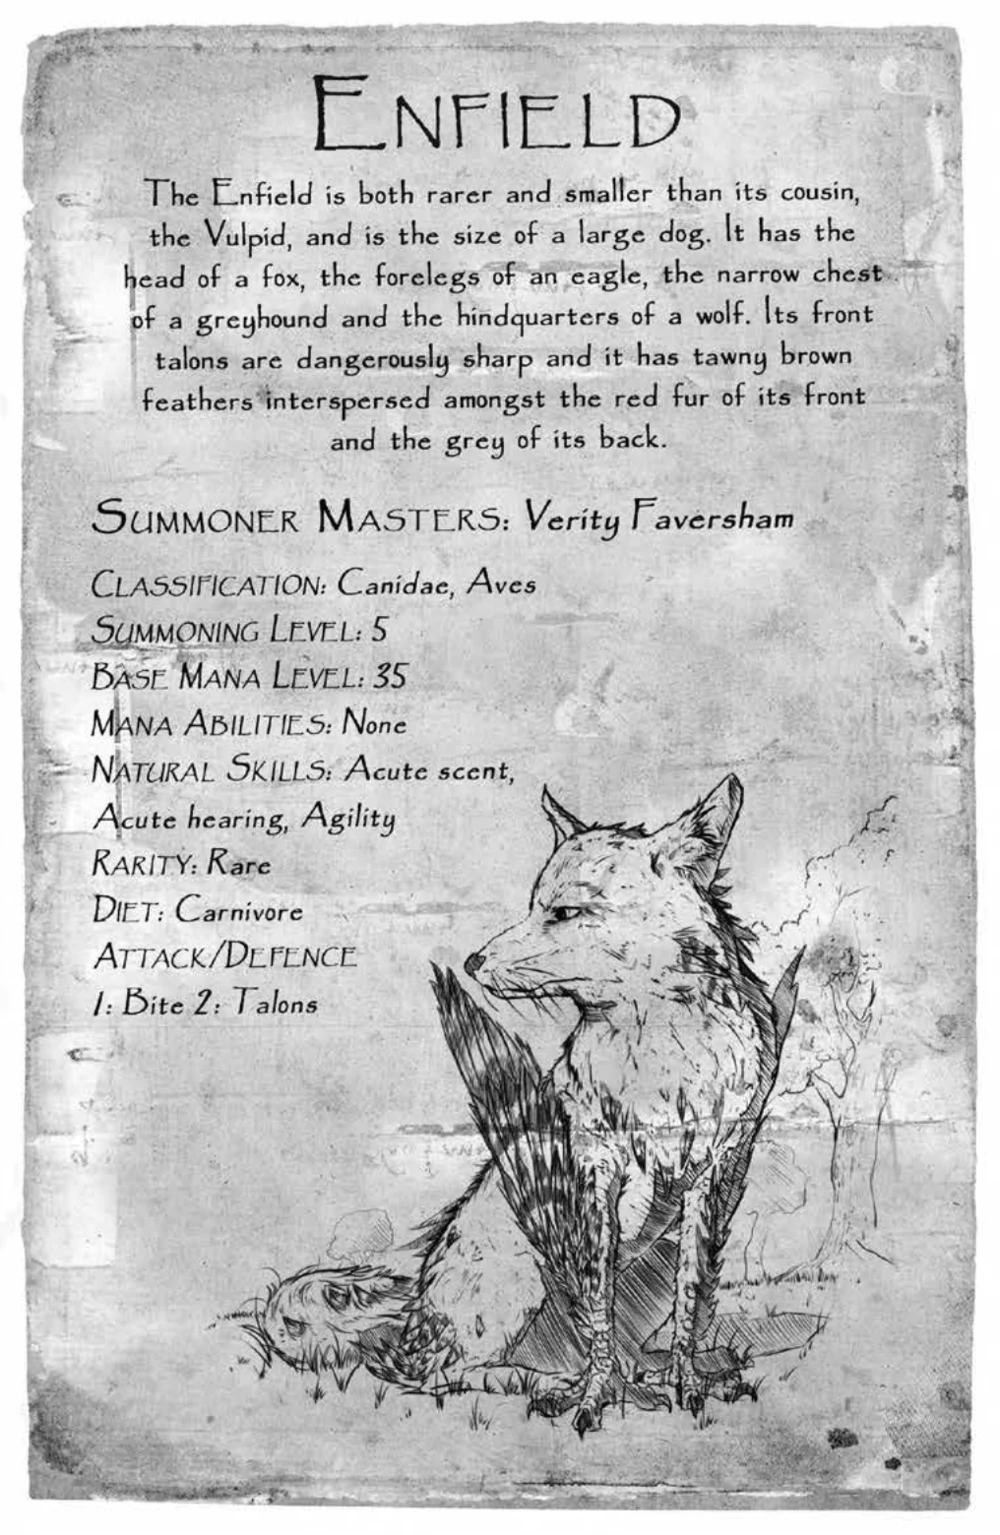 ENFIELD
The Enfield is both rarer and smaller than its cousin,
the Vulpid, and is the size of a large dog. It has the
head of a fox, the forelegs of an eagle, the narrow chest
of a greyhound and the hindquarters of a wolf. Its front
talons are dangerously sharp and it has tawny brown
feathers interspersed amongst the red fur of its front
and the grey of its back.
SUMMONER MASTERS: Verity Faversham
CLASSIFICATION: Canidae, Aves
SUMMONING LEVEL: 5
BASE MANA LEVEL: 35
MANA ABILITIES: None
NATURAL SKILLS: Acute scent,
Acute hearing, Agility
RARITY: Rare
DIET: Carnivore
ATTACK/DEFENCE
1: Bite 2: Talons